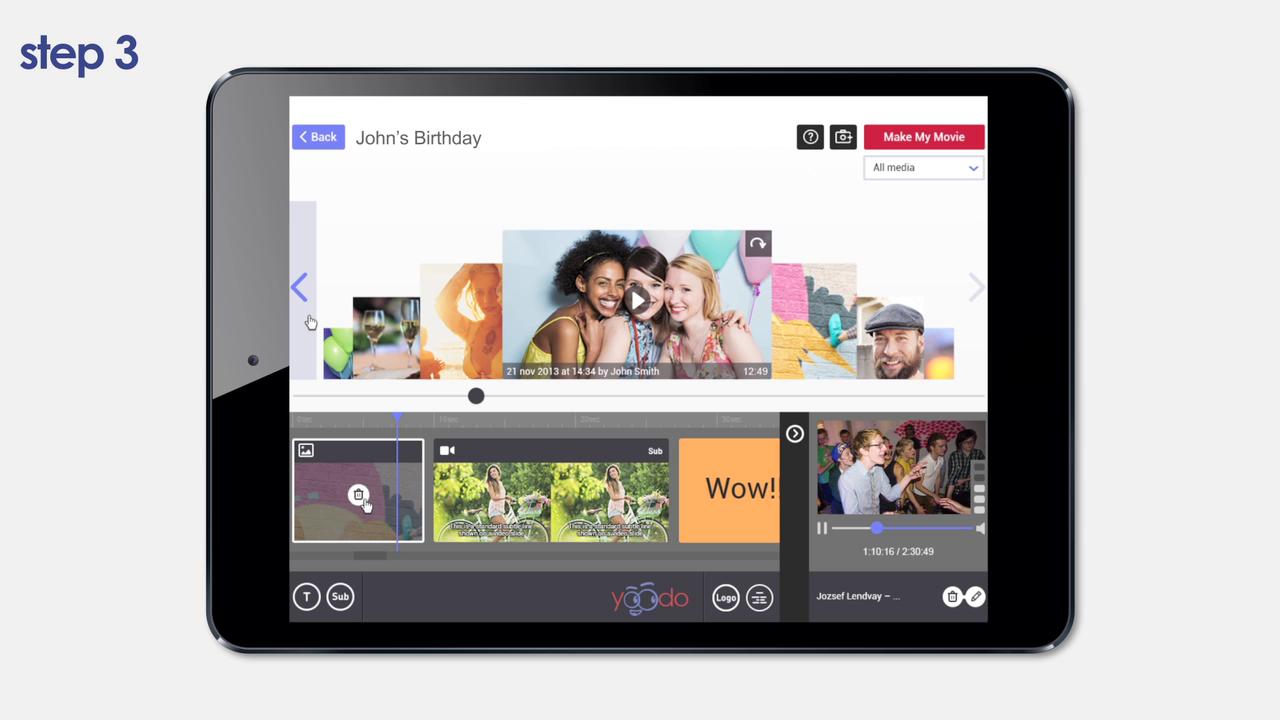 step 3
Back
John's Birthday
Make My Movie
All media
21 nov 2013 at 14:34 by John Smith
12:49
0sec
10sec
20sec
30sec
Sub
This is a standard subtitle line
shown on a video slide
This is a standard subtitle line
shown on a video slide
Wow!
1:10:16 / 2:30:49
T
Sub
yoodo
Logo
Jozsef Lendvay – ...